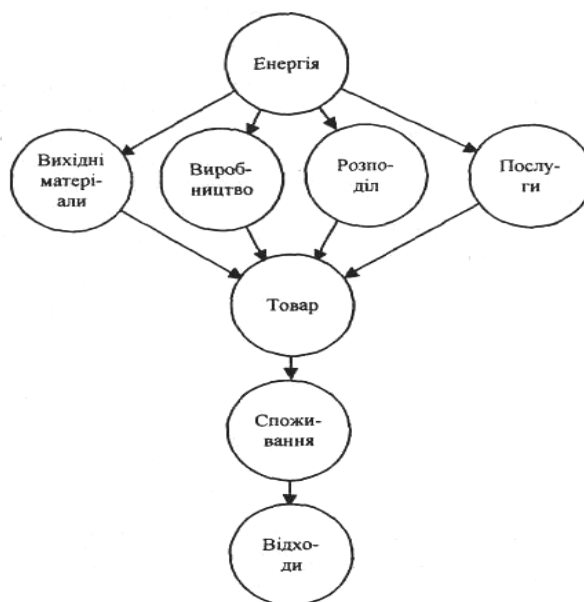 Енергія
Вихідні
матері-
али
Вироб-
ництво
Розпо-
діл
Послу-
ги
Товар
Спожи-
вання
Відхо-
ди